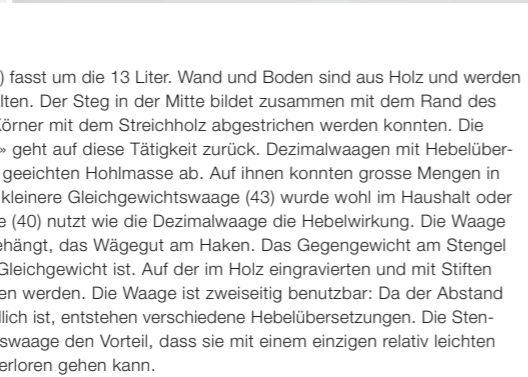 ) fasst um die 13 Liter. Wand und Boden sind aus Holz und werden
lten. Der Steg in der Mitte bildet zusammen mit dem Rand des
örner mit dem Streichholz abgestrichen werden konnten. Die
» geht auf diese Tätigkeit zurück. Dezimalwaagen mit Hebelüber-
geeichten Hohlmasse ab. Auf ihnen konnten grosse Mengen in
kleinere Gleichgewichtswaage (43) wurde wohl im Haushalt oder
e (40) nutzt wie die Dezimalwaage die Hebelwirkung. Die Waage
ehängt, das Wägegut am Haken. Das Gegengewicht am Stengel
Gleichgewicht ist. Auf der im Holz eingravierten und mit Stiften
en werden. Die Waage ist zweiseitig benutzbar: Da der Abstand
llich ist, entstehen verschiedene Hebelübersetzungen. Die Sten-
swaage den Vorteil, dass sie mit einem einzigen relativ leichten
erloren gehen kann.